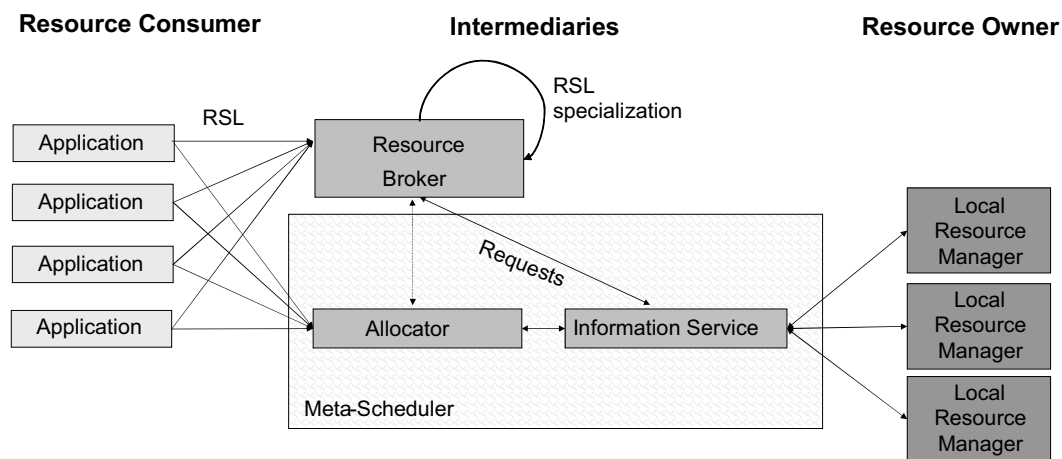 Resource Consumer
Intermediaries
Resource Owner
RSL
specialization
RSL
Application
Resource
Broker
Application
Local
Resource
Manager
Requests
Application
Application
Allocator
Information Service
Local
Resource
Manager
Meta-Scheduler
Local
Resource
Manager